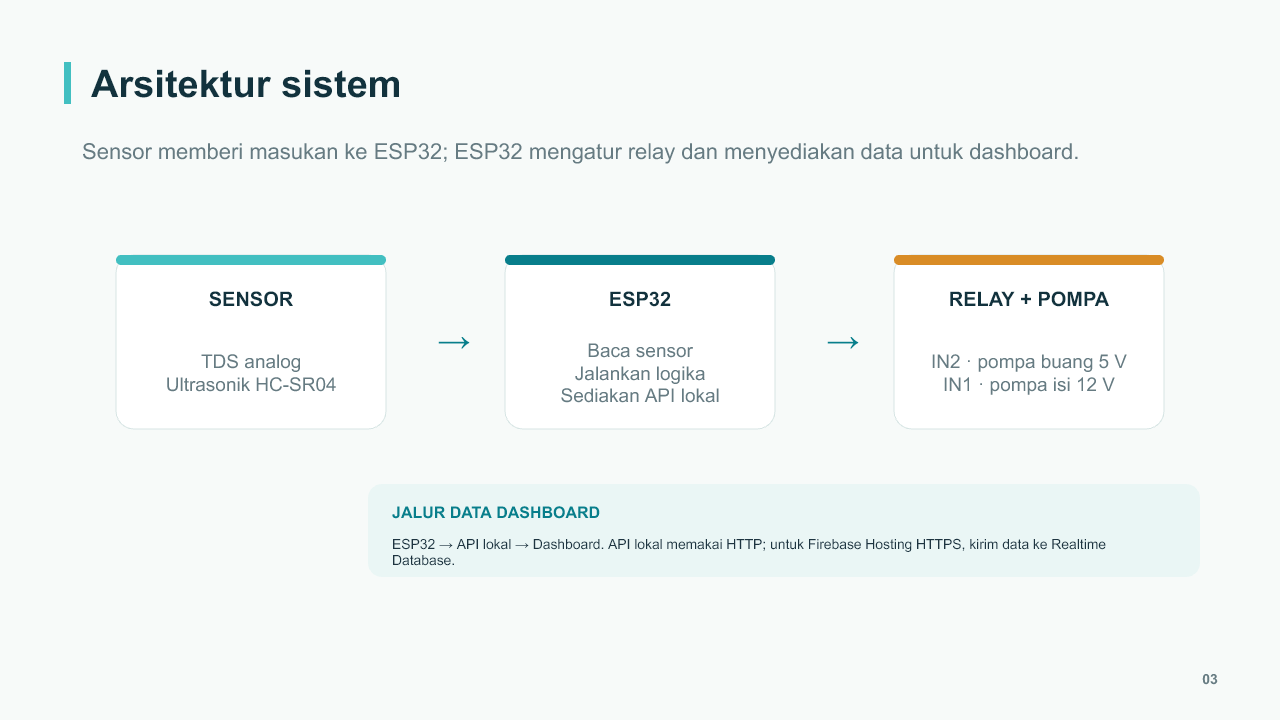 Arsitektur sistem
Sensor memberi masukan ke ESP32; ESP32 mengatur relay dan menyediakan data untuk dashboard.
SENSOR
TDS analog
Ultrasonik HC-SR04
→
ESP32
Baca sensor
Jalankan logika
Sediakan API lokal
→
RELAY + POMPA
IN2 · pompa buang 5 V
IN1 · pompa isi 12 V
JALUR DATA DASHBOARD
ESP32 → API lokal → Dashboard. API lokal memakai HTTP; untuk Firebase Hosting HTTPS, kirim data ke Realtime
Database.
03